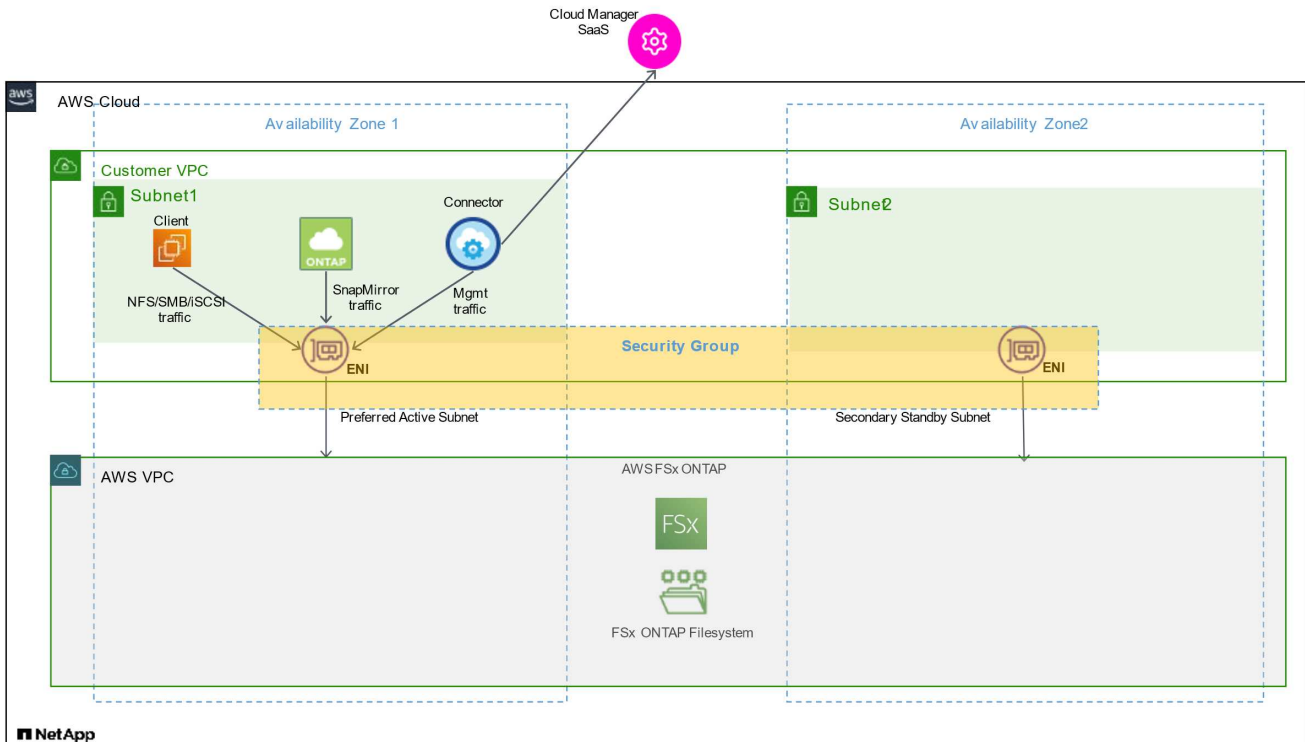 Cloud Manager
SaaS
aws
AWS Cloud
Availability Zone 1
Availability Zone2
Customer VPC
Subnet1
Subnet2
Client
Connector
ONTAP
NFS/SMB/iSCSI
traffic
SnapMirror
traffic
Mgmt
traffic
Security Group
ENI
ENI
Preferred Active Subnet
Secondary Standby Subnet
AWS VPC
AWS FSx ONTAP
FSx
FSx ONTAP Filesystem
NetApp